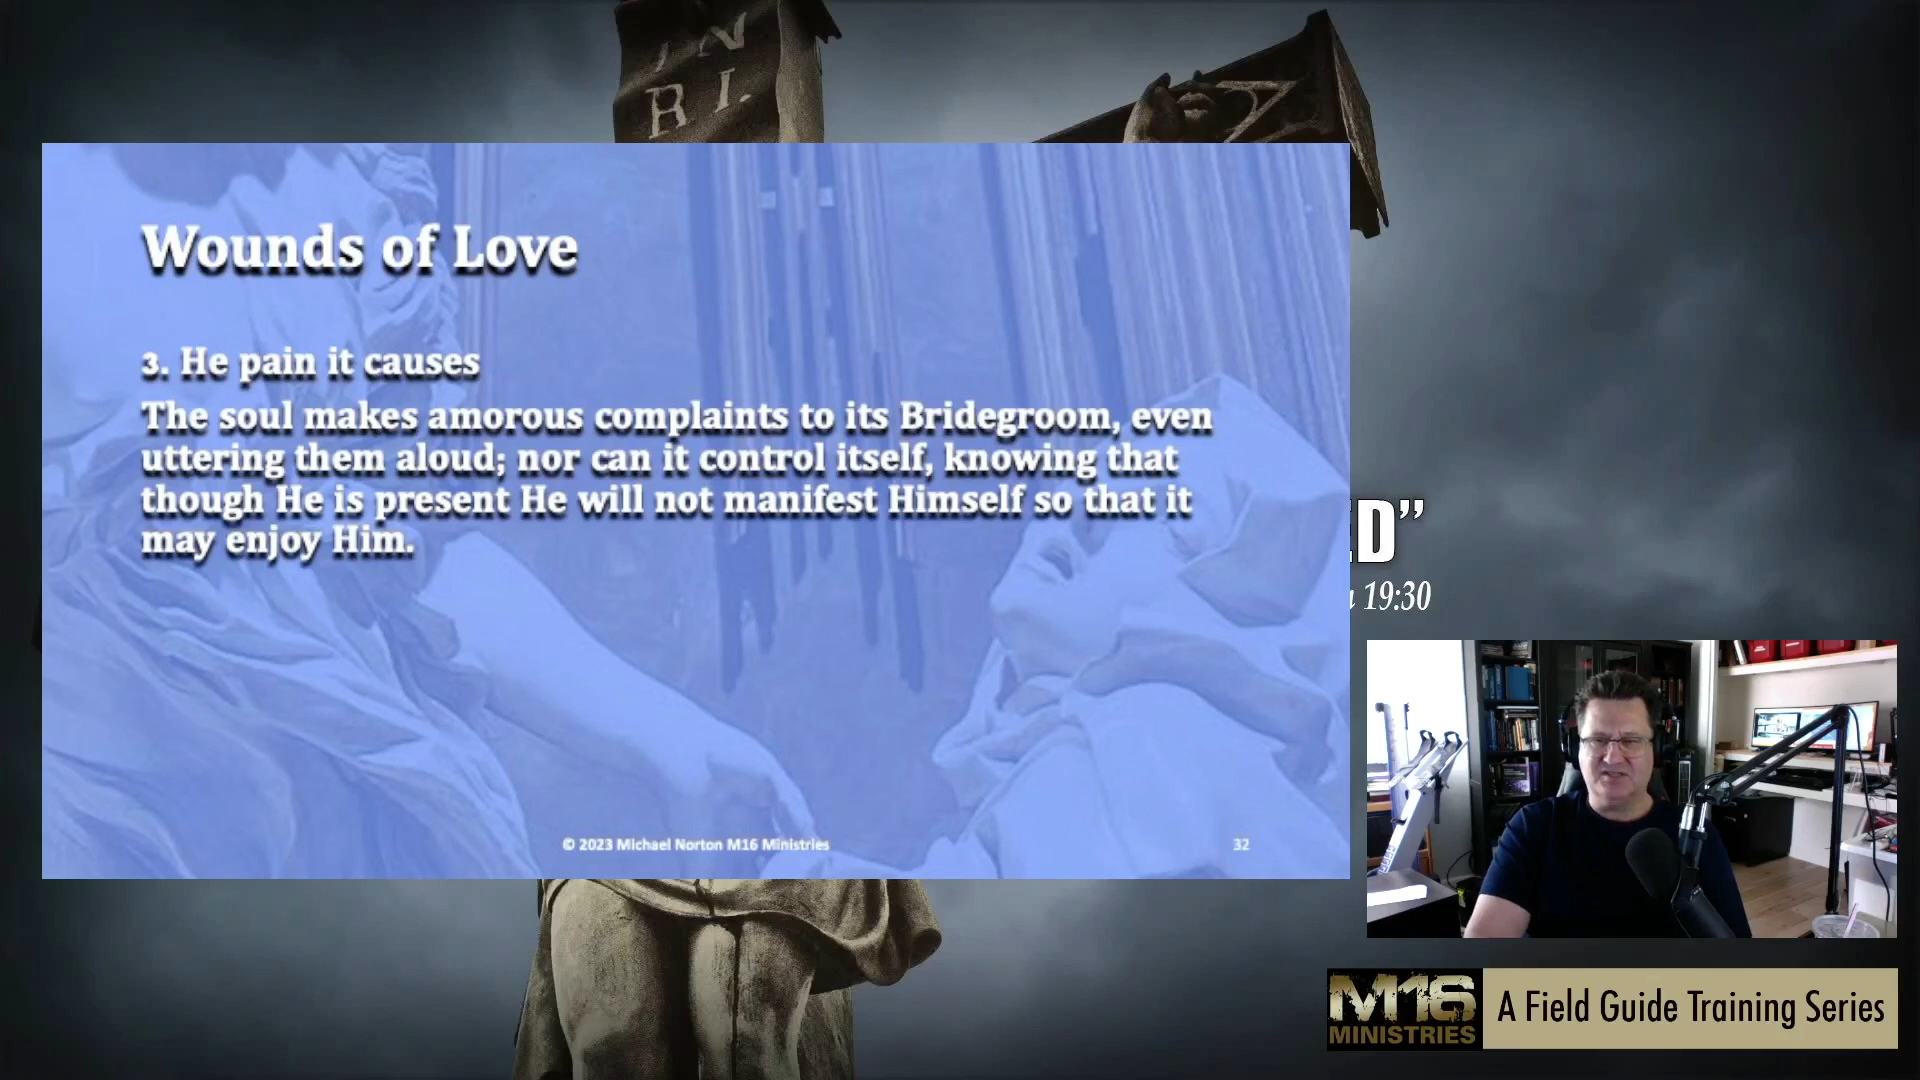 IN
RI.
Wounds of Love
3. He pain it causes
The soul makes amorous complaints to its Bridegroom, even
uttering them aloud; nor can it control itself, knowing that
though He is present He will not manifest Himself so that it
may enjoy Him.
© 2023 Michael Norton M16 Ministries
32
ED”
19:30
M16
MINISTRIES
A Field Guide Training Series